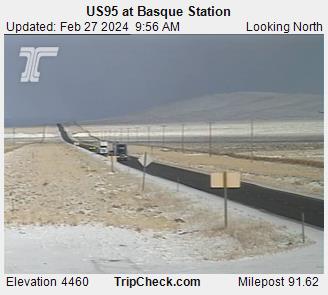 US95 at Basque Station
Updated: Feb 27 2024 9:56 AM Looking North
Elevation 4460 TripCheck.com Milepost 91.62